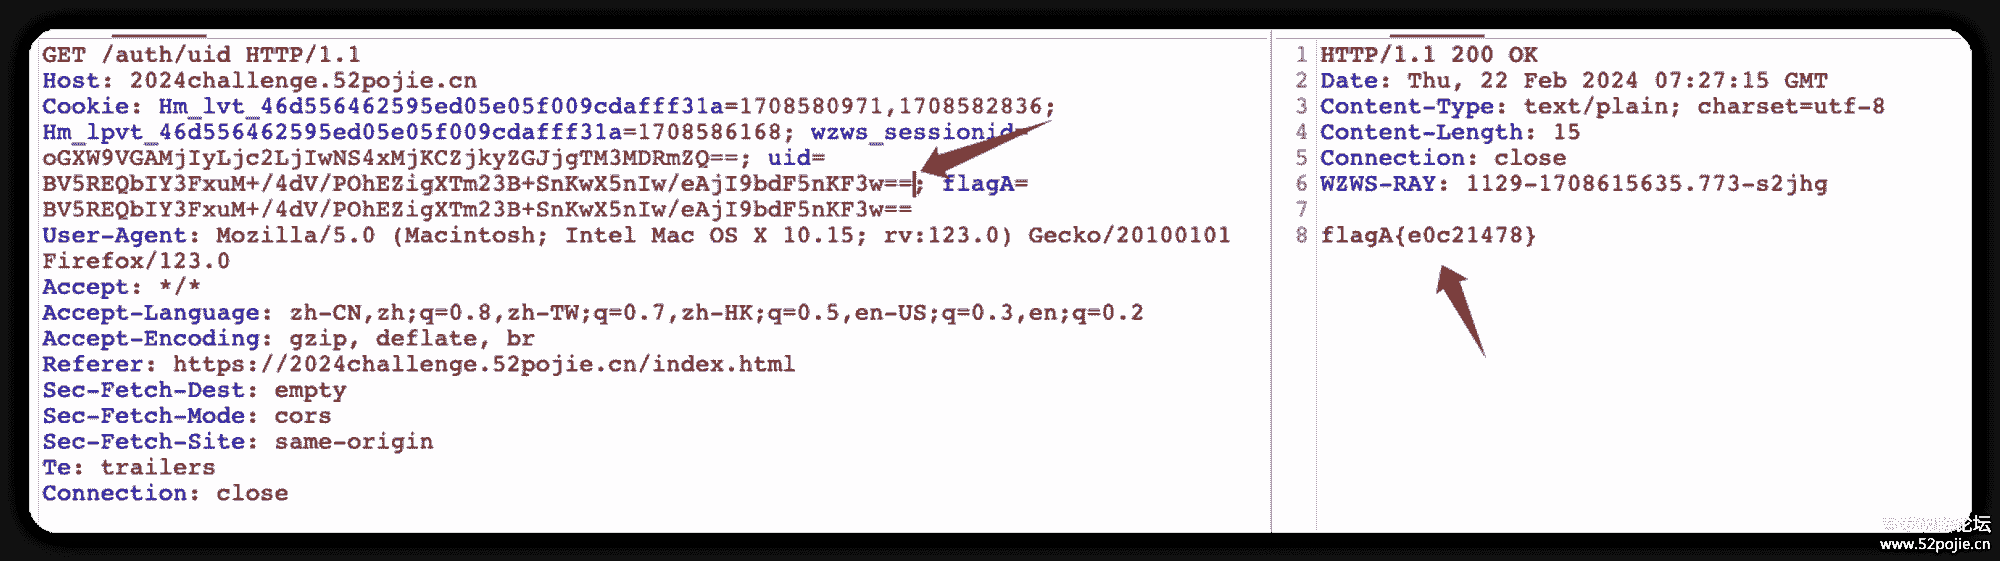 GET /auth/uid HTTP/1.1
Host: 2024challenge.52pojie.cn
Cookie: Hm_lvt_46d556462595ed05e05f009cdafff31a=1708580971,1708582836;
Hm_lpvt_46d556462595ed05e05f009cdafff31a=1708586168; wzws_sessionid=
oGXW9VGAMjIyLjc2LjIwNS4xMjKCZjkyZGJjgTM3MDRmZQ==; uid=
BV5REQbIY3FxuM+/4dV/POhEZigXTm23B+SnKwX5nIw/eAjI9bdF5nKF3w==; flagA=
BV5REQbIY3FxuM+/4dV/POhEZigXTm23B+SnKwX5nIw/eAjI9bdF5nKF3w==
User-Agent: Mozilla/5.0 (Macintosh; Intel Mac OS X 10.15; rv:123.0) Gecko/20100101
Firefox/123.0
Accept: */*
Accept-Language: zh-CN,zh;q=0.8,zh-TW;q=0.7,zh-HK;q=0.5,en-US;q=0.3,en;q=0.2
Accept-Encoding: gzip, deflate, br
Referer: https://2024challenge.52pojie.cn/index.html
Sec-Fetch-Dest: empty
Sec-Fetch-Mode: cors
Sec-Fetch-Site: same-origin
Te: trailers
Connection: close
1 HTTP/1.1 200 OK
2 Date: Thu, 22 Feb 2024 07:27:15 GMT
3 Content-Type: text/plain; charset=utf-8
4 Content-Length: 15
5 Connection: close
6 WZWS-RAY: 1129-1708615635.773-s2jhg
7
8 flagA{e0c21478}
论坛
www.52pojie.cn